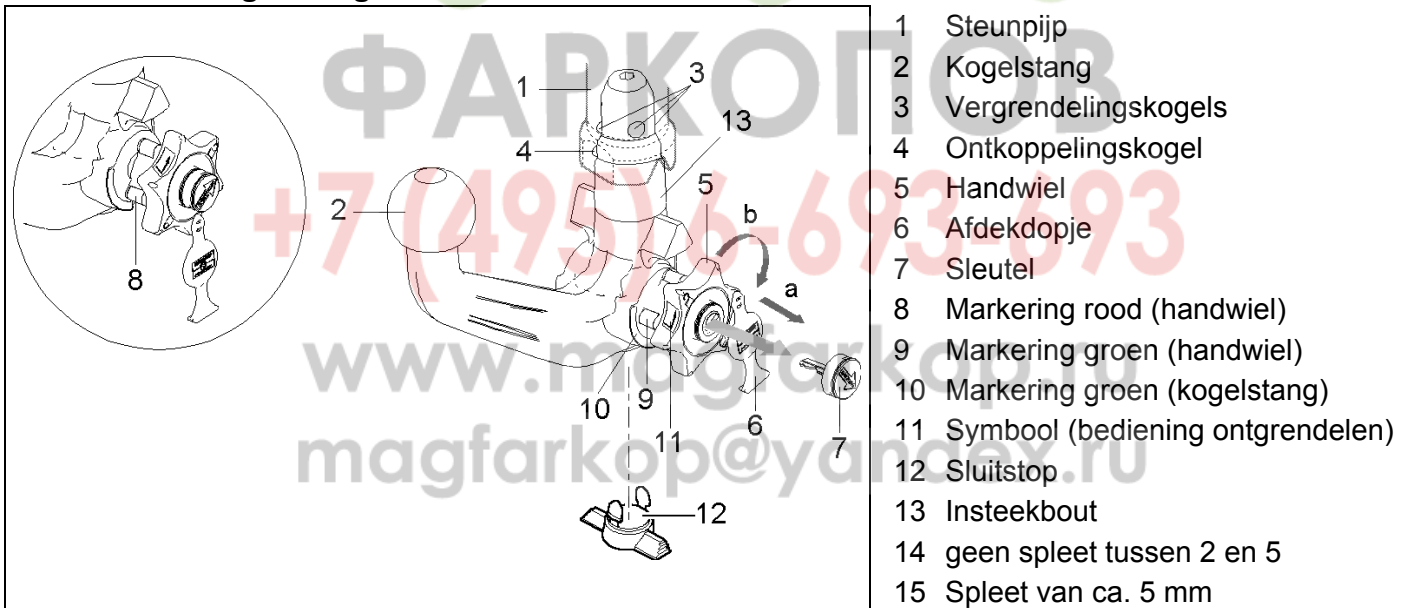 ФАРКОПОВ
+7 (495) 6-693-693
www.magfarkop.ru
magfarkop@yandex.ru
1
2
3
4
13
5
b
a
8
10
9
11
6
7
12
1 Steunpijp
2 Kogelstang
3 Vergrendelingskogels
4 Ontkoppelingskogel
5 Handwiel
6 Afdekdopje
7 Sleutel
8 Markering rood (handwiel)
9 Markering groen (handwiel)
10 Markering groen (kogelstang)
11 Symbool (bediening ontgrendelen)
12 Sluitstop
13 Insteekbout
14 geen spleet tussen 2 en 5
15 Spleet van ca. 5 mm